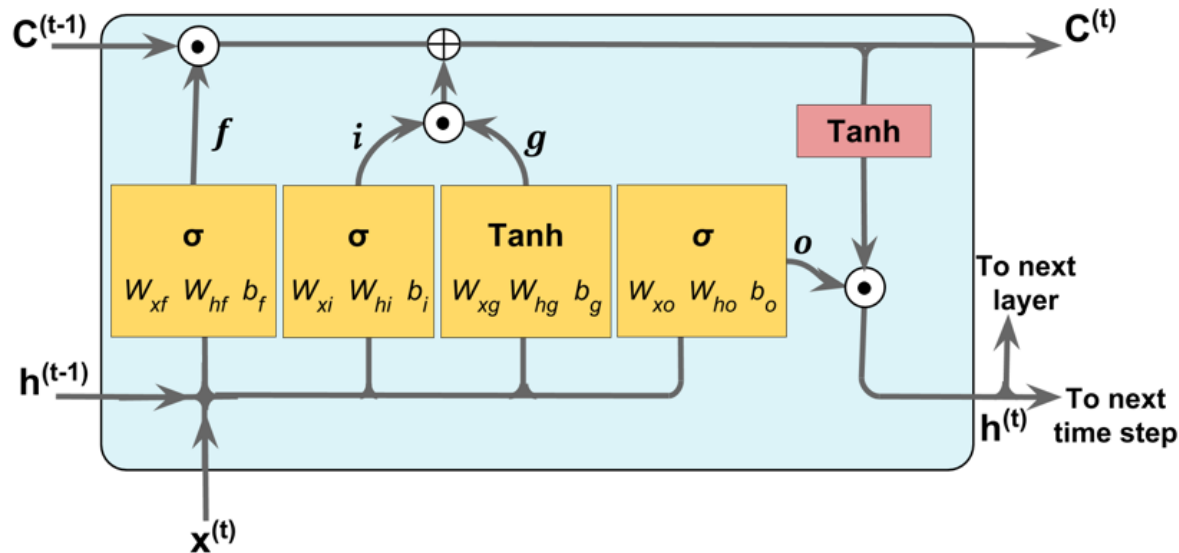 C(t-1)
C(t)
f
i
g
Tanh
σ
Wxf Whf bf
σ
Wxi Whi bi
Tanh
Wxg Whg bg
σ
Wxo Who bo
o
To next
layer
h(t-1)
h(t)
To next
time step
x(t)